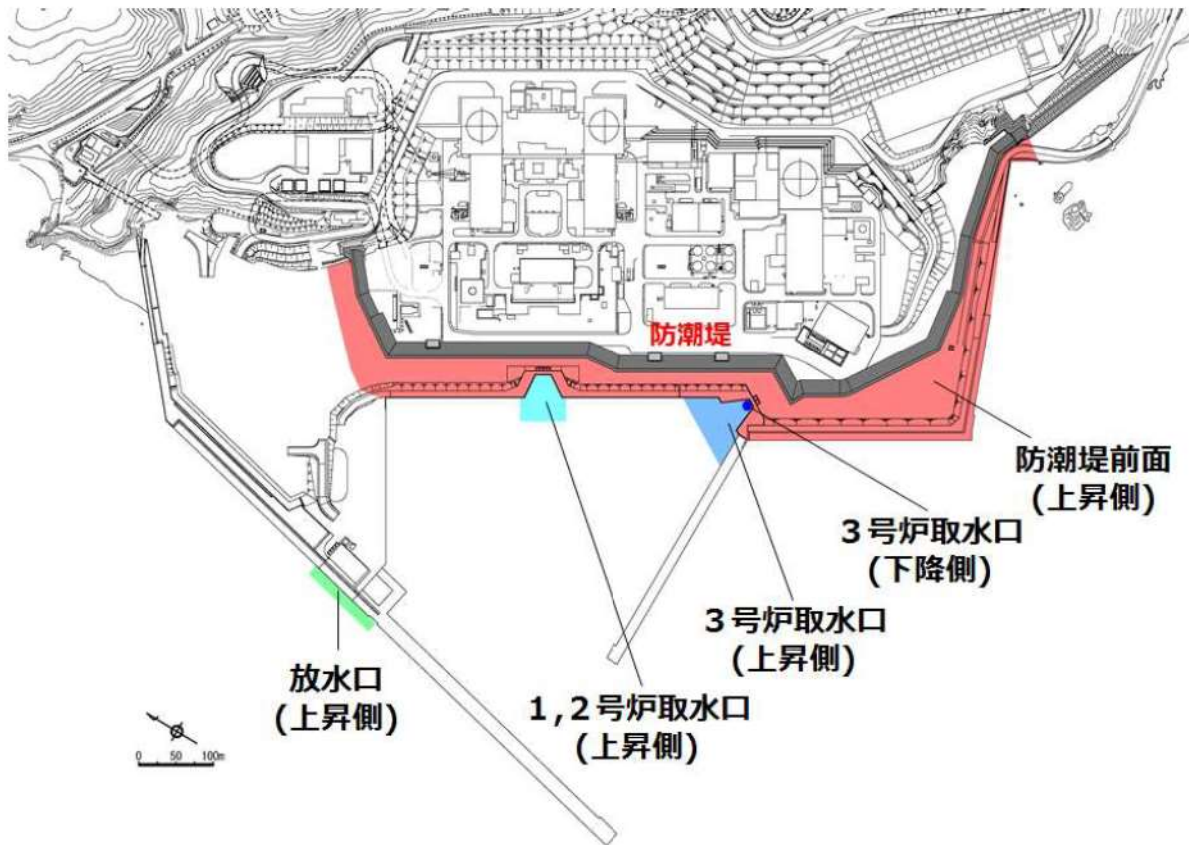 防潮堤
防潮堤前面
(上昇側)
3号炉取水口
(下降側)
3号炉取水口
(上昇側)
放水口
(上昇側)
1,2号炉取水口
(上昇側)
0 50 100m